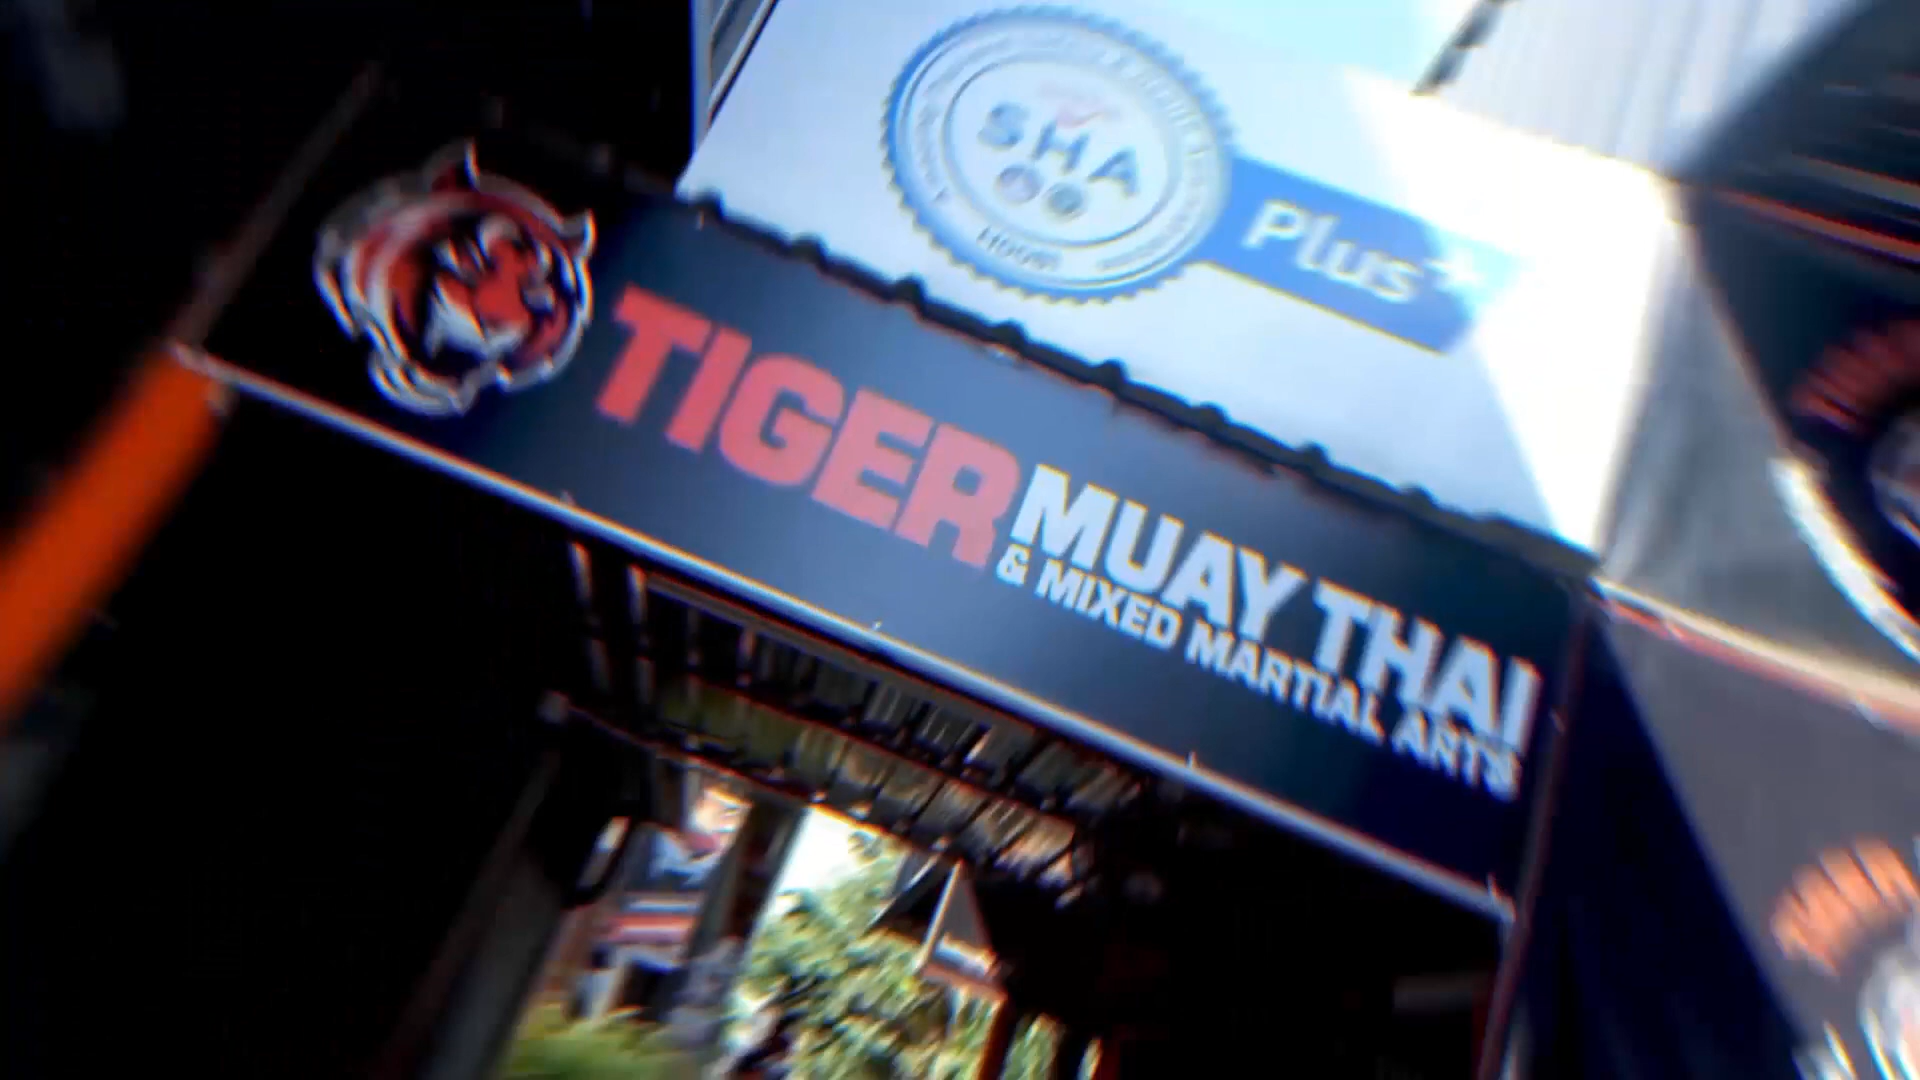 SHA
Plus
TIGER
MUAY THAI
& MIXED MARTIAL ARTS